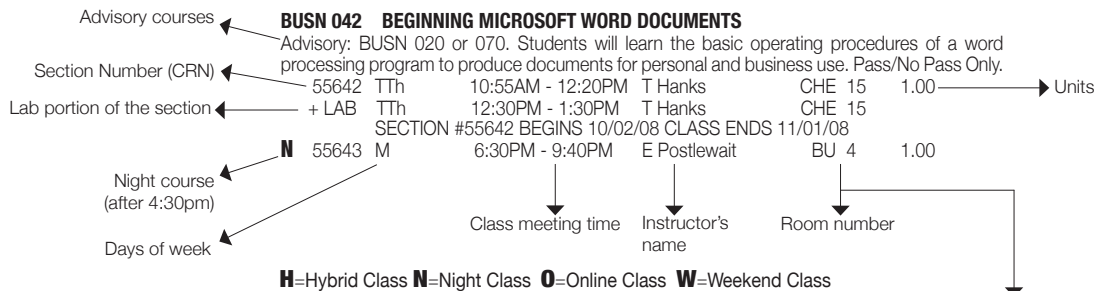 BUSN 042 BEGINNING MICROSOFT WORD DOCUMENTS
Advisory courses
Advisory: BUSN 020 or 070. Students will learn the basic operating procedures of a word
processing program to produce documents for personal and business use. Pass/No Pass Only.
Section Number (CRN)
55642 TTh 10:55AM - 12:20PM T Hanks CHE 15 1.00
Units
Lab portion of the section
+ LAB TTh 12:30PM - 1:30PM T Hanks CHE 15
SECTION #55642 BEGINS 10/02/08 CLASS ENDS 11/01/08
N 55643 M 6:30PM - 9:40PM E Postlewait BU 4 1.00
Night course
(after 4:30pm)
Days of week
Class meeting time
Instructor's
name
Room number
H=Hybrid Class N=Night Class O=Online Class W=Weekend Class